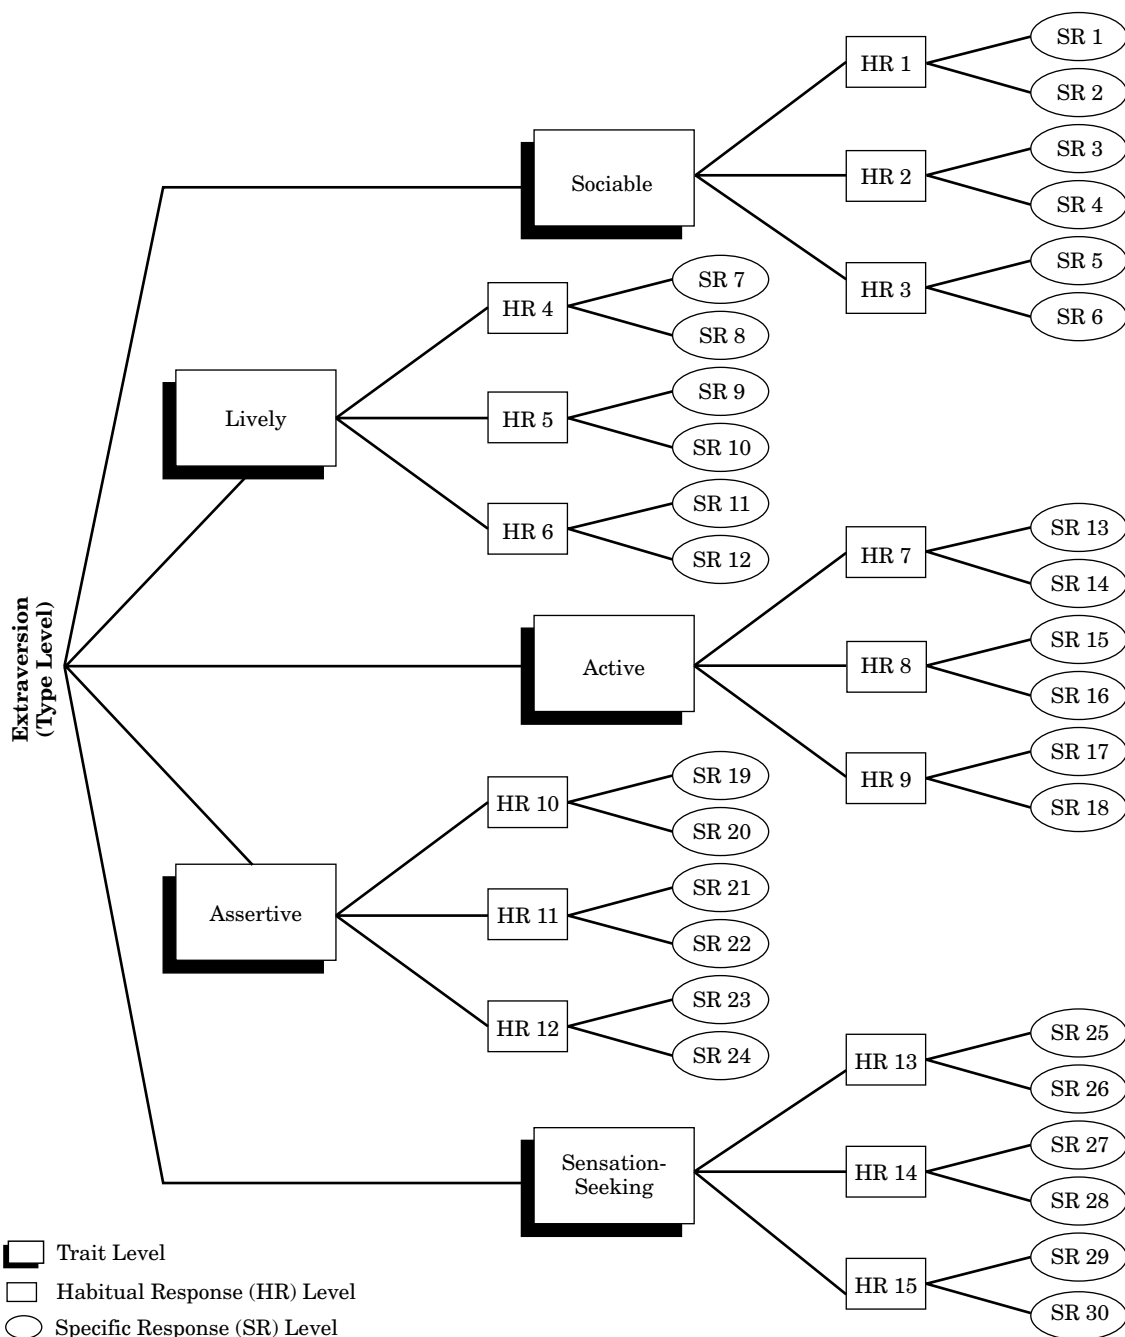 SR 1
HR 1
SR 2
SR 3
Sociable
HR 2
SR 4
SR 5
HR 3
SR 6
SR 7
HR 4
SR 8
SR 9
Lively
HR 5
SR 10
SR 11
HR 6
SR 12
SR 13
HR 7
SR 14
Extraversion
(Type Level)
SR 15
Active
HR 8
SR 16
SR 17
HR 9
SR 18
SR 19
HR 10
SR 20
SR 21
Assertive
HR 11
SR 22
SR 23
HR 12
SR 24
SR 25
HR 13
SR 26
SR 27
Sensation-
Seeking
HR 14
SR 28
SR 29
HR 15
SR 30
Trait Level
Habitual Response (HR) Level
Specific Response (SR) Level